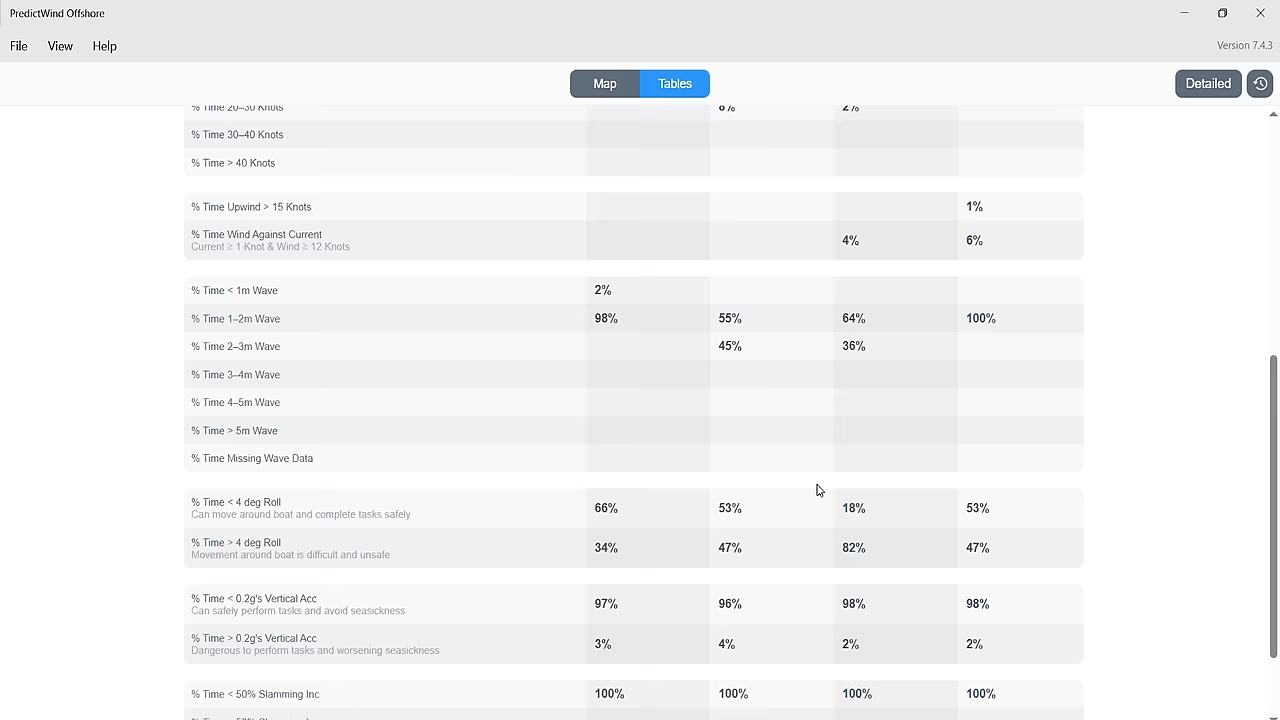 PredictWind Offshore
File View Help Version 7.4.3
Map Tables Detailed
% Time 20–30 Knots 6% 2%
% Time 30–40 Knots
% Time > 40 Knots
% Time Upwind > 15 Knots 1%
% Time Wind Against Current
Current ≥ 1 Knot & Wind ≥ 12 Knots 4% 6%
% Time < 1m Wave 2%
% Time 1–2m Wave 98% 55% 64% 100%
% Time 2–3m Wave 45% 36%
% Time 3–4m Wave
% Time 4–5m Wave
% Time > 5m Wave
% Time Missing Wave Data
% Time < 4 deg Roll
Can move around boat and complete tasks safely 66% 53% 18% 53%
% Time > 4 deg Roll
Movement around boat is difficult and unsafe 34% 47% 82% 47%
% Time < 0.2g's Vertical Acc
Can safely perform tasks and avoid seasickness 97% 96% 98% 98%
% Time > 0.2g's Vertical Acc
Dangerous to perform tasks and worsening seasickness 3% 4% 2% 2%
% Time < 50% Slamming Inc 100% 100% 100% 100%